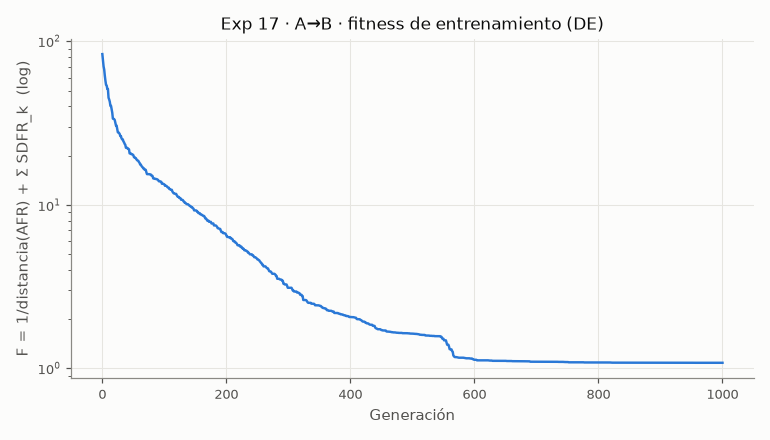 Exp 17 · A→B · fitness de entrenamiento (DE)
F = 1/distancia(AFR) + Σ SDFR_k (log)
10²
10¹
10⁰
0 200 400 600 800 1000
Generación